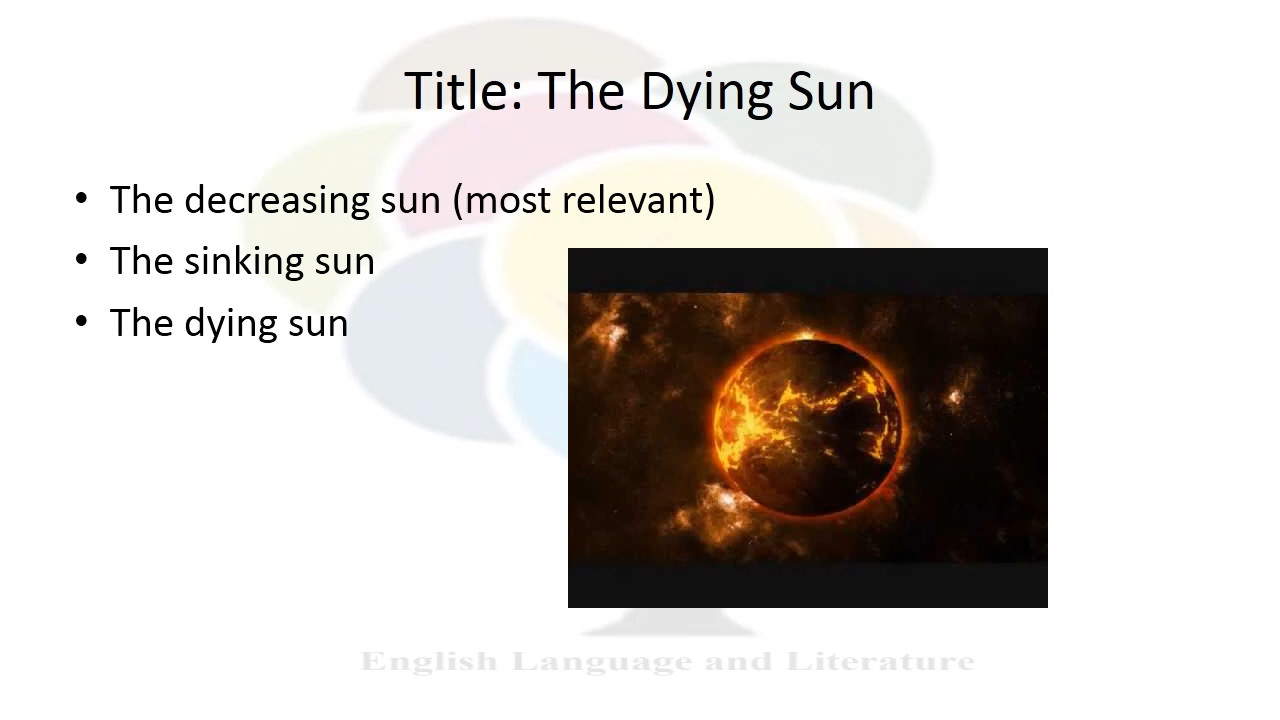 Title: The Dying Sun
• The decreasing sun (most relevant)
• The sinking sun
• The dying sun
English Language and Literature